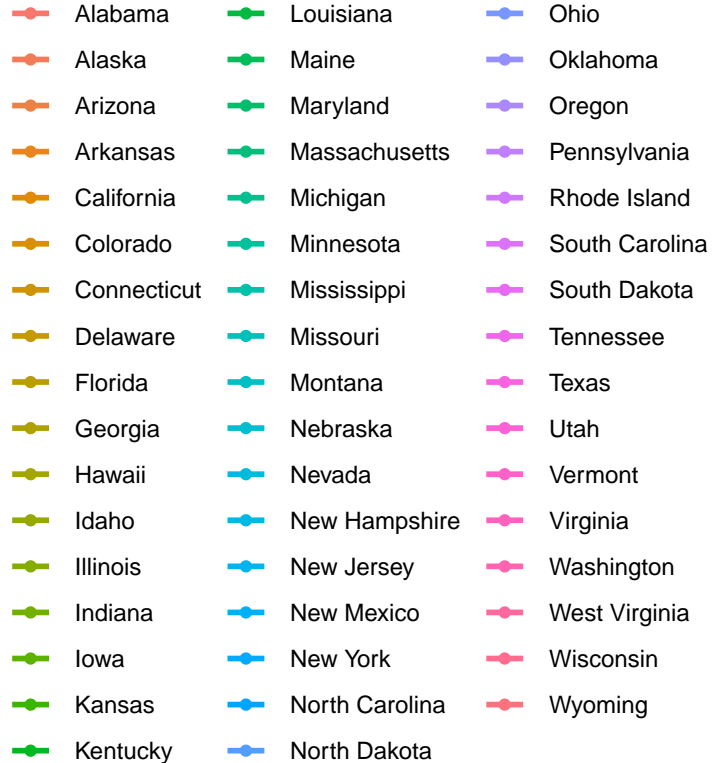 Alabama
Alaska
Arizona
Arkansas
California
Colorado
Connecticut
Delaware
Florida
Georgia
Hawaii
Idaho
Illinois
Indiana
Iowa
Kansas
Kentucky
Louisiana
Maine
Maryland
Massachusetts
Michigan
Minnesota
Mississippi
Missouri
Montana
Nebraska
Nevada
New Hampshire
New Jersey
New Mexico
New York
North Carolina
North Dakota
Ohio
Oklahoma
Oregon
Pennsylvania
Rhode Island
South Carolina
South Dakota
Tennessee
Texas
Utah
Vermont
Virginia
Washington
West Virginia
Wisconsin
Wyoming